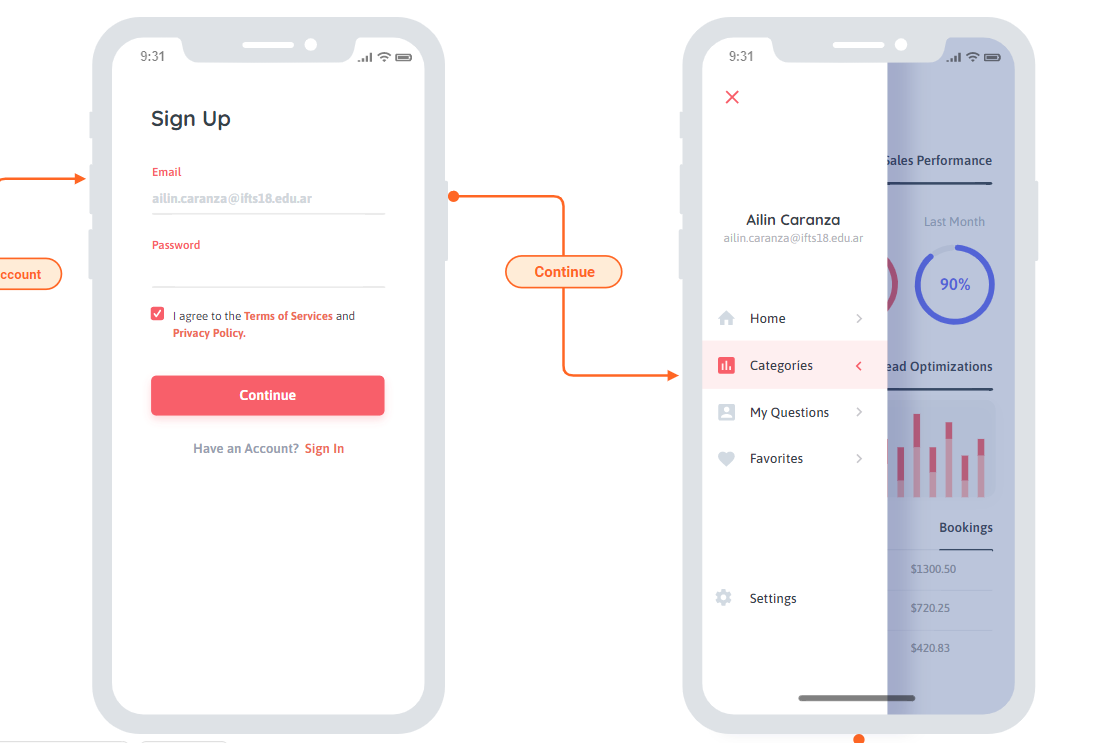 9:31
Sign Up
Email
ailin.caranza@ifts18.edu.ar
Password
I agree to the Terms of Services and
Privacy Policy.
Continue
Have an Account? Sign In
ccount
Continue
9:31
Ailin Caranza
ailin.caranza@ifts18.edu.ar
Home
Categories
My Questions
Favorites
Settings
Sales Performance
Last Month
90%
ead Optimizations
Bookings
$1300.50
$720.25
$420.83